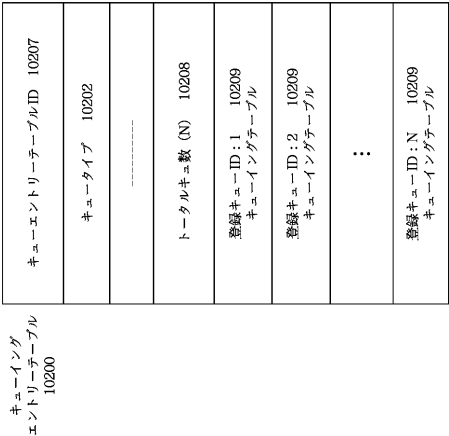 キューイング
エントリーテーブル
10200
キューエントリーテーブルID 10207
キュータイプ 10202
トータルキュ数 (N) 10208
登録キューID：1 10209
キューイングテーブル
登録キューID：2 10209
キューイングテーブル
…
登録キューID：N 10209
キューイングテーブル